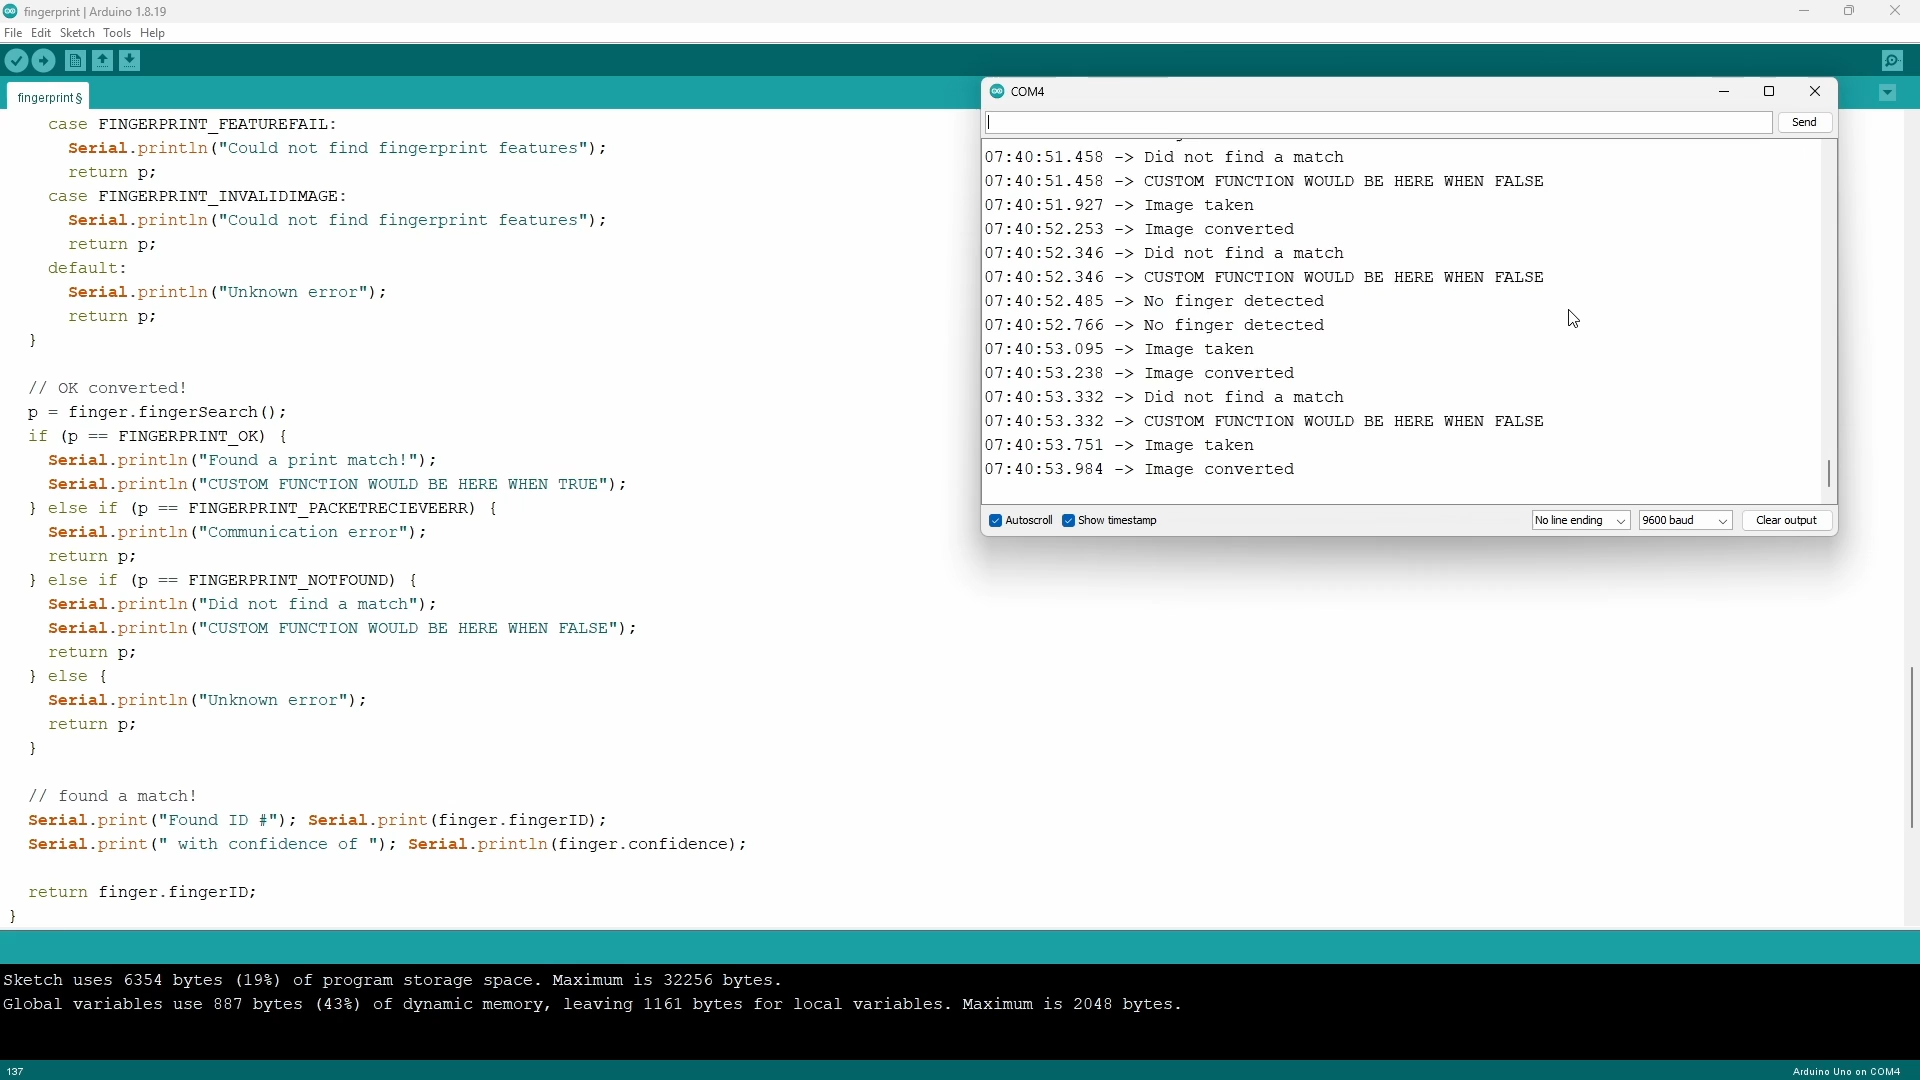 fingerprint | Arduino 1.8.19
File Edit Sketch Tools Help
fingerprint §
case FINGERPRINT_FEATUREFAIL:
Serial.println("Could not find fingerprint features");
return p;
case FINGERPRINT_INVALIDIMAGE:
Serial.println("Could not find fingerprint features");
return p;
default:
Serial.println("Unknown error");
return p;
}
// OK converted!
p = finger.fingerSearch();
if (p == FINGERPRINT_OK) {
Serial.println("Found a print match!");
Serial.println("CUSTOM FUNCTION WOULD BE HERE WHEN TRUE");
} else if (p == FINGERPRINT_PACKETRECIEVEERR) {
Serial.println("Communication error");
return p;
} else if (p == FINGERPRINT_NOTFOUND) {
Serial.println("Did not find a match");
Serial.println("CUSTOM FUNCTION WOULD BE HERE WHEN FALSE");
return p;
} else {
Serial.println("Unknown error");
return p;
}
// found a match!
Serial.print("Found ID #"); Serial.print(finger.fingerID);
Serial.print(" with confidence of "); Serial.println(finger.confidence);
return finger.fingerID;
}
COM4
Send
07:40:51.458 -> Did not find a match
07:40:51.458 -> CUSTOM FUNCTION WOULD BE HERE WHEN FALSE
07:40:51.927 -> Image taken
07:40:52.253 -> Image converted
07:40:52.346 -> Did not find a match
07:40:52.346 -> CUSTOM FUNCTION WOULD BE HERE WHEN FALSE
07:40:52.485 -> No finger detected
07:40:52.766 -> No finger detected
07:40:53.095 -> Image taken
07:40:53.238 -> Image converted
07:40:53.332 -> Did not find a match
07:40:53.332 -> CUSTOM FUNCTION WOULD BE HERE WHEN FALSE
07:40:53.751 -> Image taken
07:40:53.984 -> Image converted
Autoscroll Show timestamp No line ending 9600 baud Clear output
Sketch uses 6354 bytes (19%) of program storage space. Maximum is 32256 bytes.
Global variables use 887 bytes (43%) of dynamic memory, leaving 1161 bytes for local variables. Maximum is 2048 bytes.
137 Arduino Uno on COM4